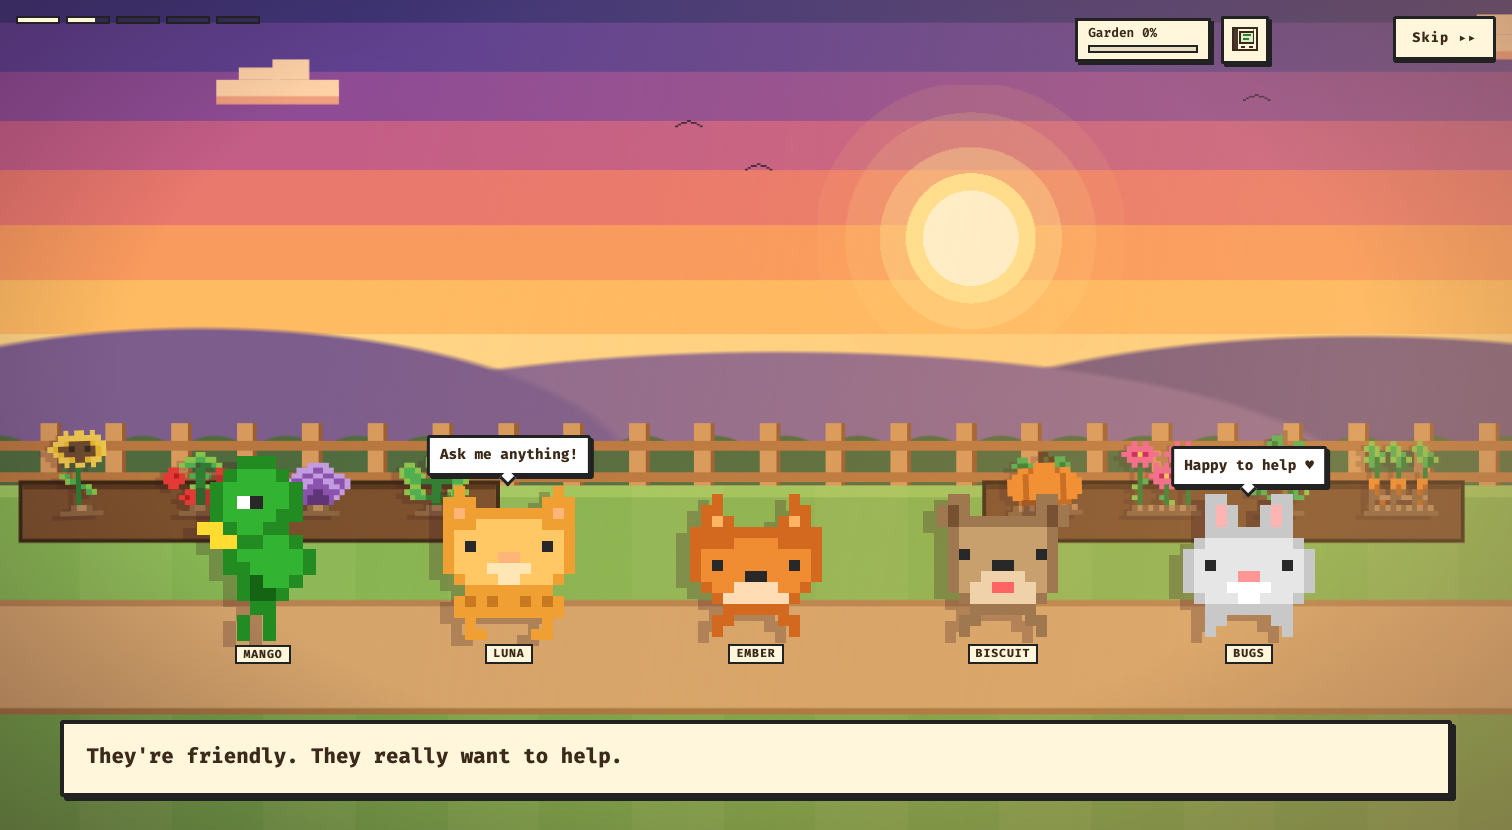 Garden 0%
Skip ▸▸
Ask me anything!
Happy to help ♥
MANGO
LUNA
EMBER
BISCUIT
BUGS
They're friendly. They really want to help.